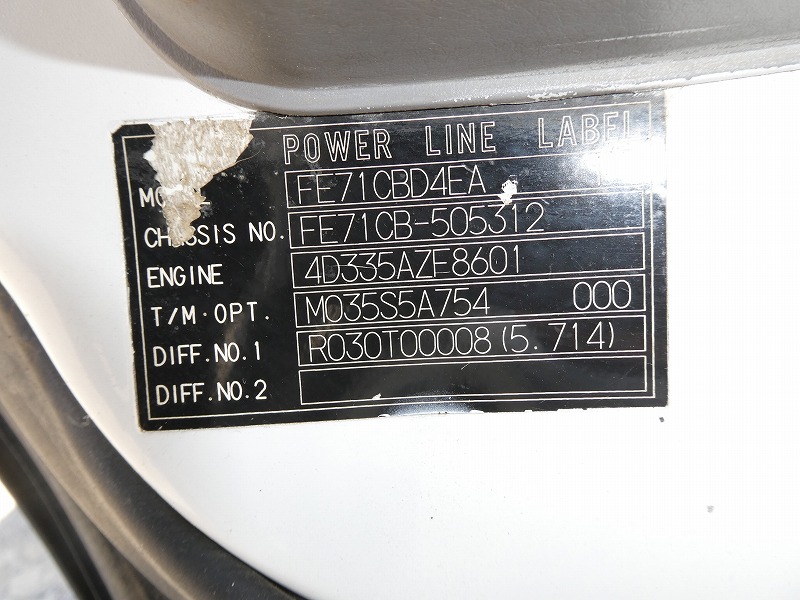 POWER LINE LABEL
MODEL FE71CBD4EA
CHASSIS NO. FE71CB-505312
ENGINE 4D335AZF8601
T/M·OPT. M035S5A754 000
DIFF.NO.1 R030T00008(5.714)
DIFF.NO.2